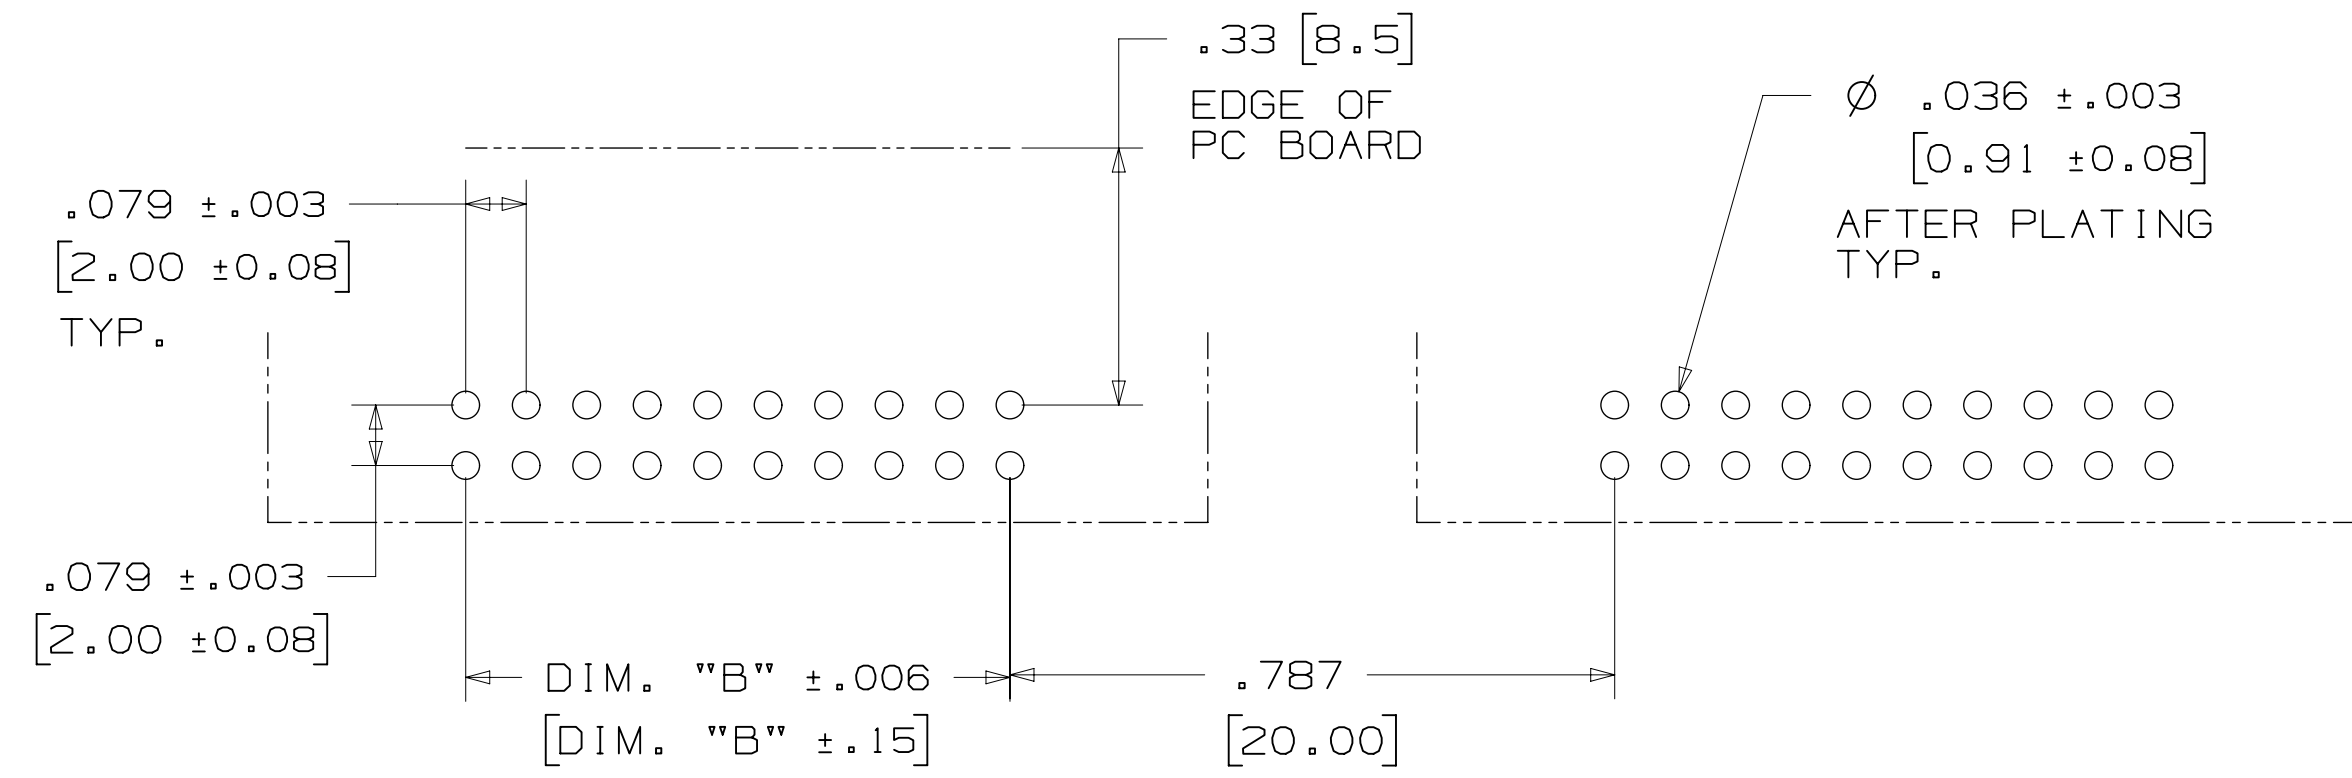 .33 [8.5]
EDGE OF
PC BOARD
Ø .036 ±.003
[0.91 ±0.08]
AFTER PLATING
TYP.
.079 ±.003
[2.00 ±0.08]
TYP.
.079 ±.003
[2.00 ±0.08]
DIM. "B" ±.006
[DIM. "B" ±.15]
.787
[20.00]